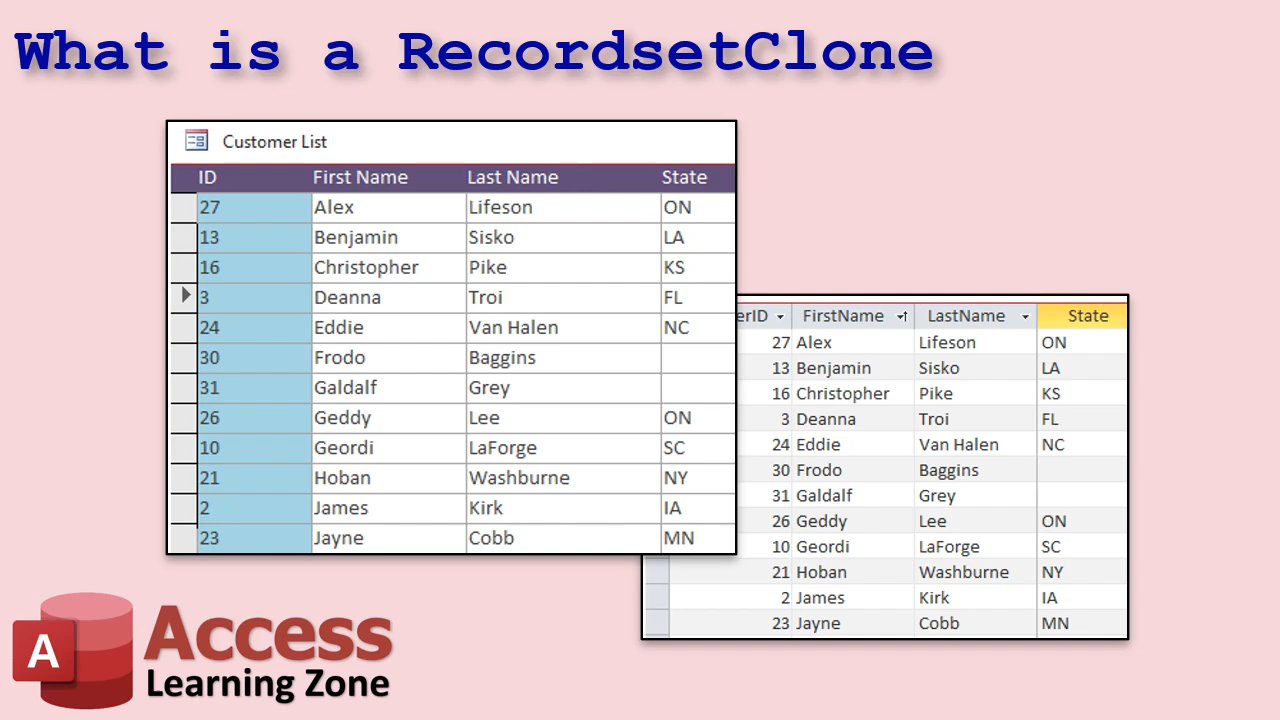 What is a RecordsetClone
Customer List
ID First Name Last Name State
27 Alex Lifeson ON
13 Benjamin Sisko LA
16 Christopher Pike KS
3 Deanna Troi FL
24 Eddie Van Halen NC
30 Frodo Baggins
31 Galdalf Grey
26 Geddy Lee ON
10 Geordi LaForge SC
21 Hoban Washburne NY
2 James Kirk IA
23 Jayne Cobb MN
erID FirstName LastName State
27 Alex Lifeson ON
13 Benjamin Sisko LA
16 Christopher Pike KS
3 Deanna Troi FL
24 Eddie Van Halen NC
30 Frodo Baggins
31 Galdalf Grey
26 Geddy Lee ON
10 Geordi LaForge SC
21 Hoban Washburne NY
2 James Kirk IA
23 Jayne Cobb MN
A
Access
Learning Zone